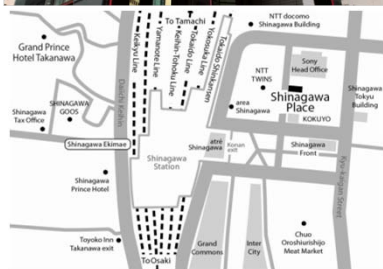 To Tamachi
Keikyu Line
Yamanote Line
Keihin-Tohoku Line
Tokaido Line
Yokosuka Line
Tokaido Shinkansen
NTT docomo
Shinagawa Building
Grand Prince
Hotel Takanawa
Sony
Head Office
NTT
TWINS
Shinagawa
Place
KOKUYO
Shinagawa
Tokyu
Building
area
Shinagawa
SHINAGAWA
GOOS
Shinagawa
Tax Office
Daiichi Keihin
Shinagawa Ekimae
Shinagawa
Station
atré
Shinagawa
Konan
exit
Shinagawa
Front
Kyu-Kaigan Street
Shinagawa
Prince Hotel
Toyoko Inn
Takanawa exit
To Osaki
Grand
Commons
Inter
City
Chuo
Oroshiurishijo
Meat Market